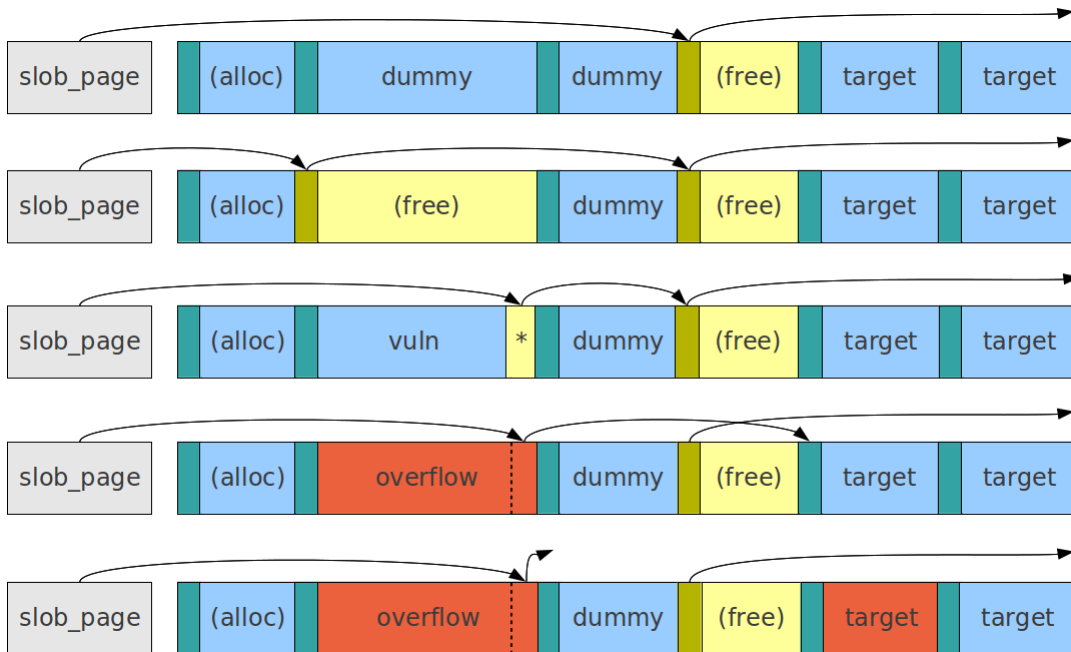 slob_page (alloc) dummy dummy (free) target target
slob_page (alloc) (free) dummy (free) target target
slob_page (alloc) vuln * dummy (free) target target
slob_page (alloc) overflow dummy (free) target target
slob_page (alloc) overflow dummy (free) target target